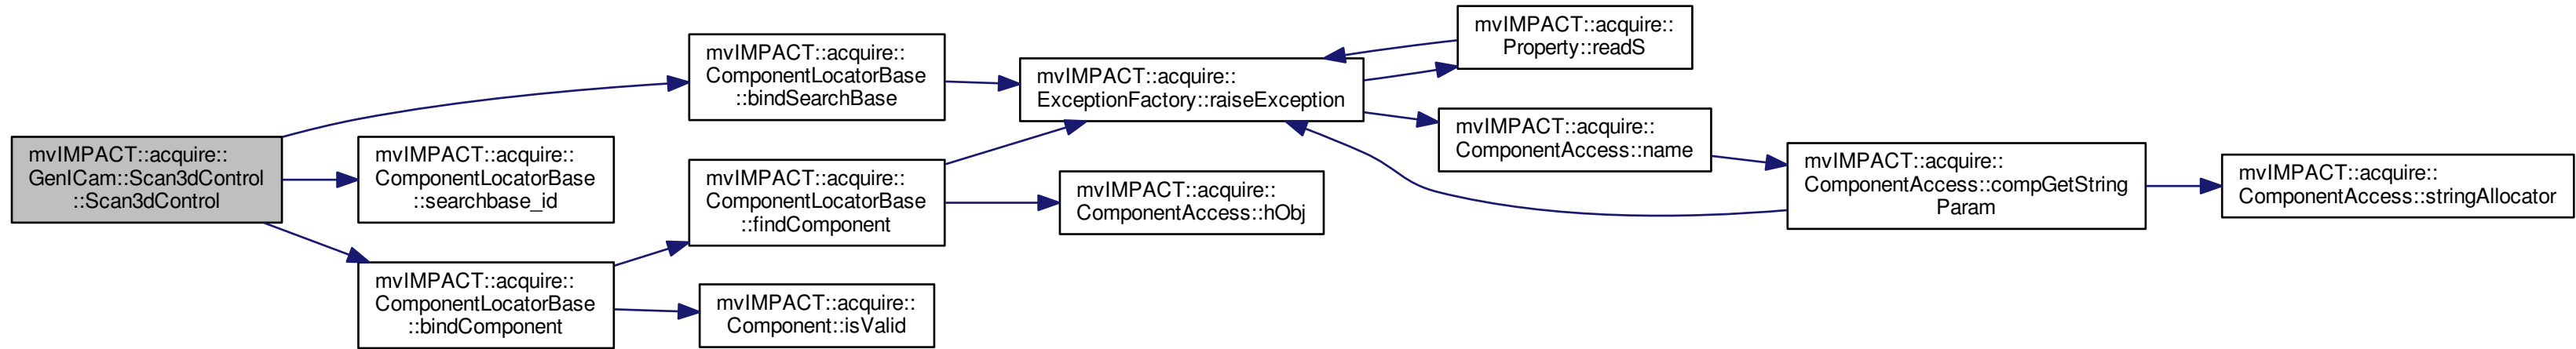 mvIMPACT::acquire::
GenICam::Scan3dControl
::Scan3dControl
mvIMPACT::acquire::
ComponentLocatorBase
::bindSearchBase
mvIMPACT::acquire::
ComponentLocatorBase
::searchbase_id
mvIMPACT::acquire::
ComponentLocatorBase
::bindComponent
mvIMPACT::acquire::
ComponentLocatorBase
::findComponent
mvIMPACT::acquire::
Component::isValid
mvIMPACT::acquire::
ExceptionFactory::raiseException
mvIMPACT::acquire::
ComponentAccess::hObj
mvIMPACT::acquire::
Property::readS
mvIMPACT::acquire::
ComponentAccess::name
mvIMPACT::acquire::
ComponentAccess::compGetString
Param
mvIMPACT::acquire::
ComponentAccess::stringAllocator